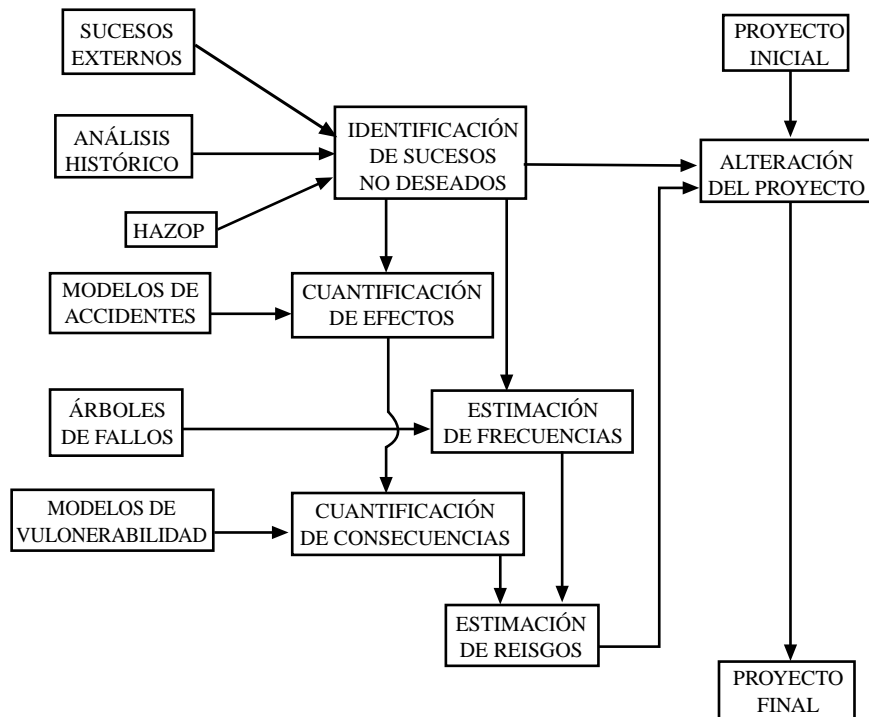 SUCESOS
EXTERNOS
PROYECTO
INICIAL
ANÁLISIS
HISTÓRICO
IDENTIFICACIÓN
DE SUCESOS
NO DESEADOS
ALTERACIÓN
DEL PROYECTO
HAZOP
MODELOS DE
ACCIDENTES
CUANTIFICACIÓN
DE EFECTOS
ÁRBOLES
DE FALLOS
ESTIMACIÓN
DE FRECUENCIAS
MODELOS DE
VULONERABILIDAD
CUANTIFICACIÓN
DE CONSECUENCIAS
ESTIMACIÓN
DE REISGOS
PROYECTO
FINAL